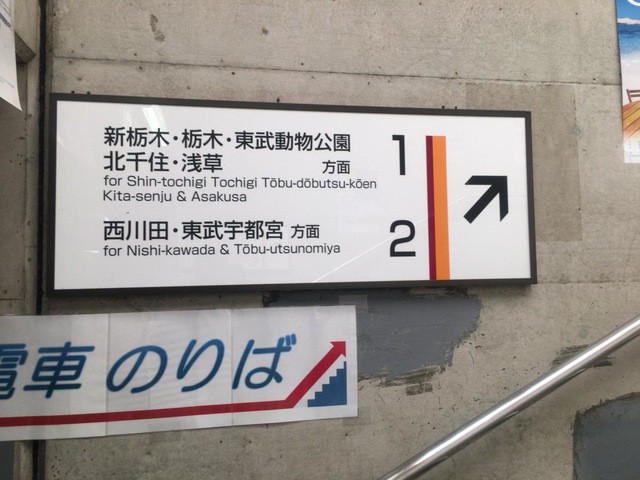 新栃木・栃木・東武動物公園
北千住・浅草 方面
for Shin-tochigi Tochigi Tōbu-dōbutsu-kōen
Kita-senju & Asakusa
1
西川田・東武宇都宮 方面
for Nishi-kawada & Tōbu-utsunomiya
2
電車のりば